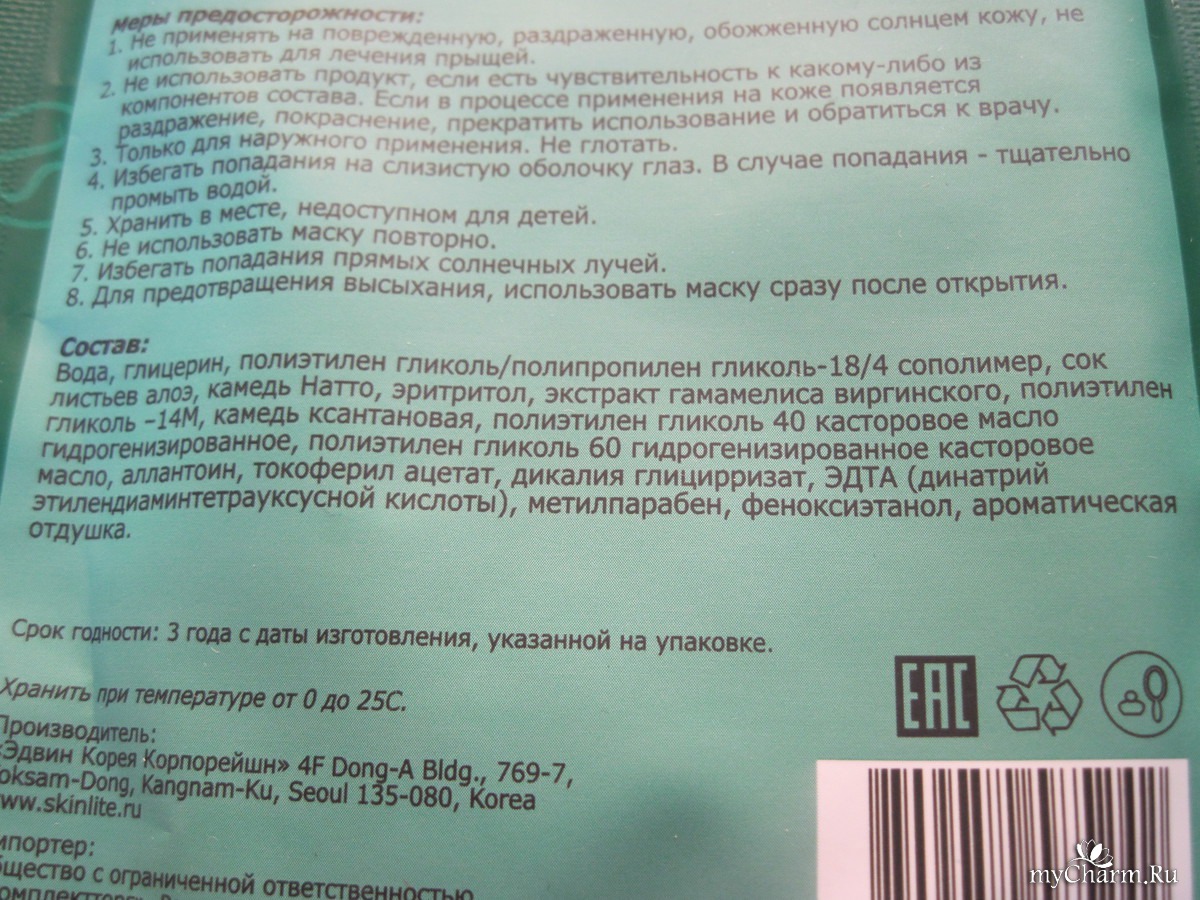 меры предосторожности:
1. Не применять на поврежденную, раздраженную, обожженную солнцем кожу, не
использовать для лечения прыщей.
2. Не использовать продукт, если есть чувствительность к какому-либо из
компонентов состава. Если в процессе применения на коже появляется
раздражение, покраснение, прекратить использование и обратиться к врачу.
3. Только для наружного применения. Не глотать.
4. Избегать попадания на слизистую оболочку глаз. В случае попадания - тщательно
промыть водой.
5. Хранить в месте, недоступном для детей.
6. Не использовать маску повторно.
7. Избегать попадания прямых солнечных лучей.
8. Для предотвращения высыхания, использовать маску сразу после открытия.
Состав:
Вода, глицерин, полиэтилен гликоль/полипропилен гликоль-18/4 сополимер, сок
листьев алоэ, камедь Натто, эритритол, экстракт гамамелиса виргинского, полиэтилен
гликоль –14М, камедь ксантановая, полиэтилен гликоль 40 касторовое масло
гидрогенизированное, полиэтилен гликоль 60 гидрогенизированное касторовое
масло, аллантоин, токоферил ацетат, дикалия глицирризат, ЭДТА (динатрий
этилендиаминтетрауксусной кислоты), метилпарабен, феноксиэтанол, ароматическая
отдушка.
Срок годности: 3 года с даты изготовления, указанной на упаковке.
Хранить при температуре от 0 до 25С.
Производитель:
«Эдвин Корея Корпорейшн» 4F Dong-A Bldg., 769-7,
oksam-Dong, Kangnam-Ku, Seoul 135-080, Korea
www.skinlite.ru
мпортер:
бщество с ограниченной ответственностью
EAC
myCharm.Ru